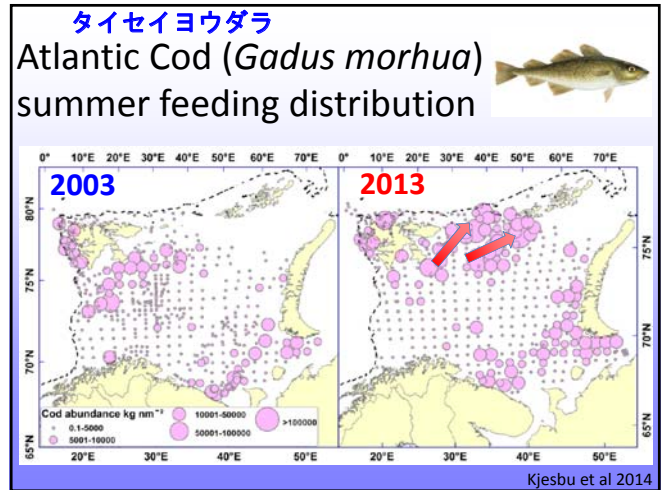 タイセイヨウダラ
Atlantic Cod (Gadus morhua)
summer feeding distribution
0° 10°E 20°E 30°E 40°E 50°E 60°E 70°E 0° 10°E 20°E 30°E 40°E 50°E 60°E 70°E
2003 2013
80°N 80°N
75°N 75°N
70°N 70°N
65°N 65°N
Cod abundance kg nm⁻²
0.1-5000
5001-10000
10001-50000
50001-100000
>100000
20°E 30°E 40°E 50°E 20°E 30°E 40°E 50°E
Kjesbu et al 2014